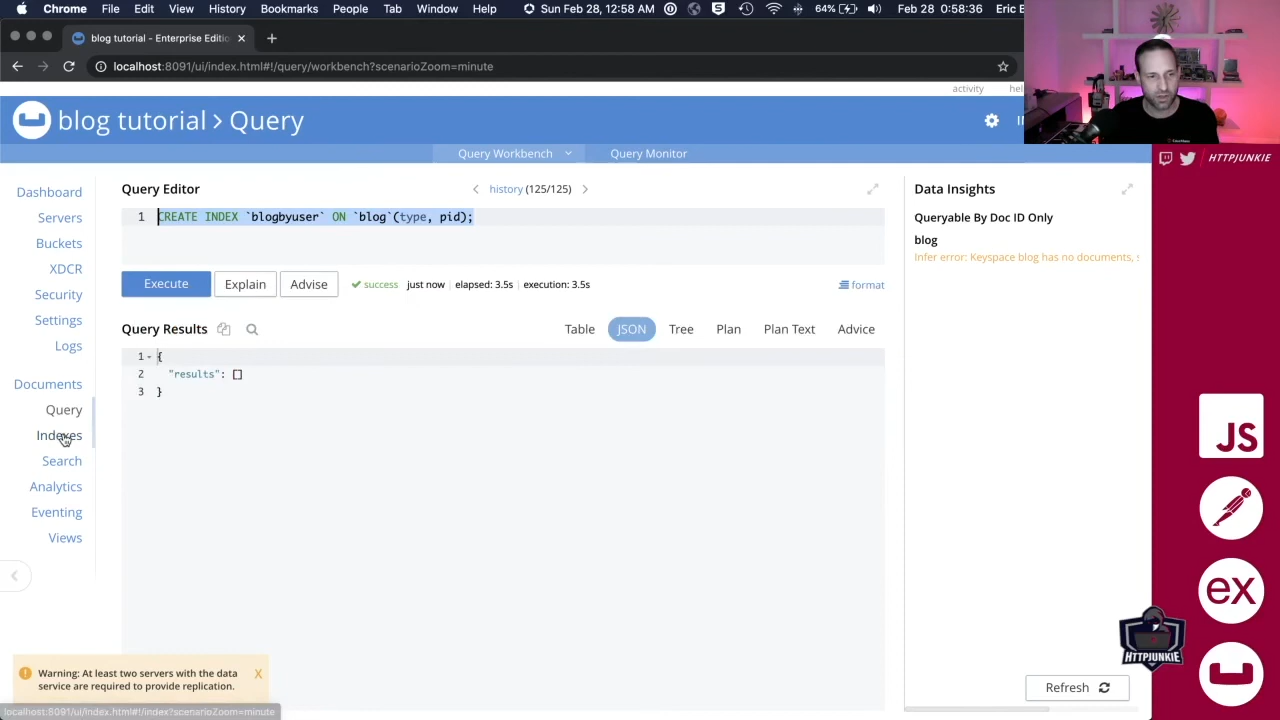 Chrome File Edit View History Bookmarks People Tab Window Help Sun Feb 28, 12:58 AM 64% Feb 28 0:58:36 Eric
blog tutorial - Enterprise Editio
localhost:8091/ui/index.html#!/query/workbench?scenarioZoom=minute
activity
blog tutorial > Query
Query Workbench Query Monitor
HTTPJUNKIE
Dashboard
Servers
Buckets
XDCR
Security
Settings
Logs
Documents
Query
Indexes
Search
Analytics
Eventing
Views
Query Editor history (125/125)
1 CREATE INDEX `blogbyuser` ON `blog`(type, pid);
Execute Explain Advise success just now elapsed: 3.5s execution: 3.5s format
Query Results Table JSON Tree Plan Plan Text Advice
1 {
2 "results": []
3 }
Data Insights
Queryable By Doc ID Only
blog
Infer error: Keyspace blog has no documents,
Refresh
JS
ex
HTTPJUNKIE
Warning: At least two servers with the data
service are required to provide replication.
X
localhost:8091/ui/index.html#!/index?scenarioZoom=minute